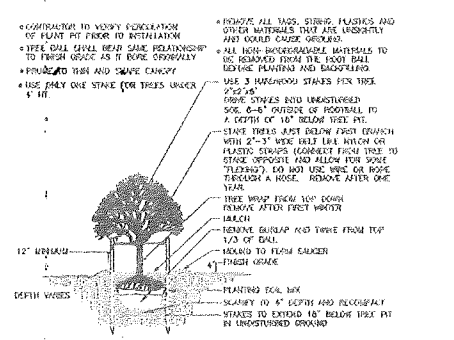 * CONTRACTOR TO VERIFY PERCOLATION
OF PLANT PIT PRIOR TO INSTALLATION
* TREE BALL SHALL BEAR SAME RELATIONSHIP
TO FINISH GRADE AS IT BORE ORIGINALLY
* PRUNE TO THIN AND SHAPE CANOPY
* USE ONLY ONE STAKE FOR TREES UNDER
4' HT.
* REMOVE ALL TAGS, STRING, PLASTICS AND
OTHER MATERIALS THAT ARE UNSIGHTLY
AND COULD CAUSE GIRDLING.
* ALL NON-BIODEGRADABLE MATERIALS TO
BE REMOVED FROM THE ROOT BALL
BEFORE PLANTING AND BACKFILLING.
USE 3 HARDWOOD STAKES PER TREE
2"x2"x8'
DRIVE STAKES INTO UNDISTURBED
SOIL 6-8" OUTSIDE OF ROOTBALL TO
A DEPTH OF 18" BELOW TREE PIT.
STAKE TREES JUST BELOW FIRST BRANCH
WITH 2"-3" WIDE BELT LIKE NYLON OR
PLASTIC STRAPS (CONNECT FROM TREE TO
STAKE OPPOSITE AND ALLOW FOR SOME
"FLEXING"). DO NOT USE WIRE OR ROPE
THROUGH A HOSE. REMOVE AFTER ONE
YEAR.
TREE WRAP FROM TOP DOWN
REMOVE AFTER FIRST WINTER
MULCH
REMOVE BURLAP AND TWINE FROM TOP
1/3 OF BALL
12" MINIMUM
MOUND TO FORM SAUCER
4"
FINISH GRADE
DEPTH VARIES
PLANTING SOIL MIX
SCARIFY TO 4" DEPTH AND RECOMPACT
STAKES TO EXTEND 18" BELOW TREE PIT
IN UNDISTURBED GROUND